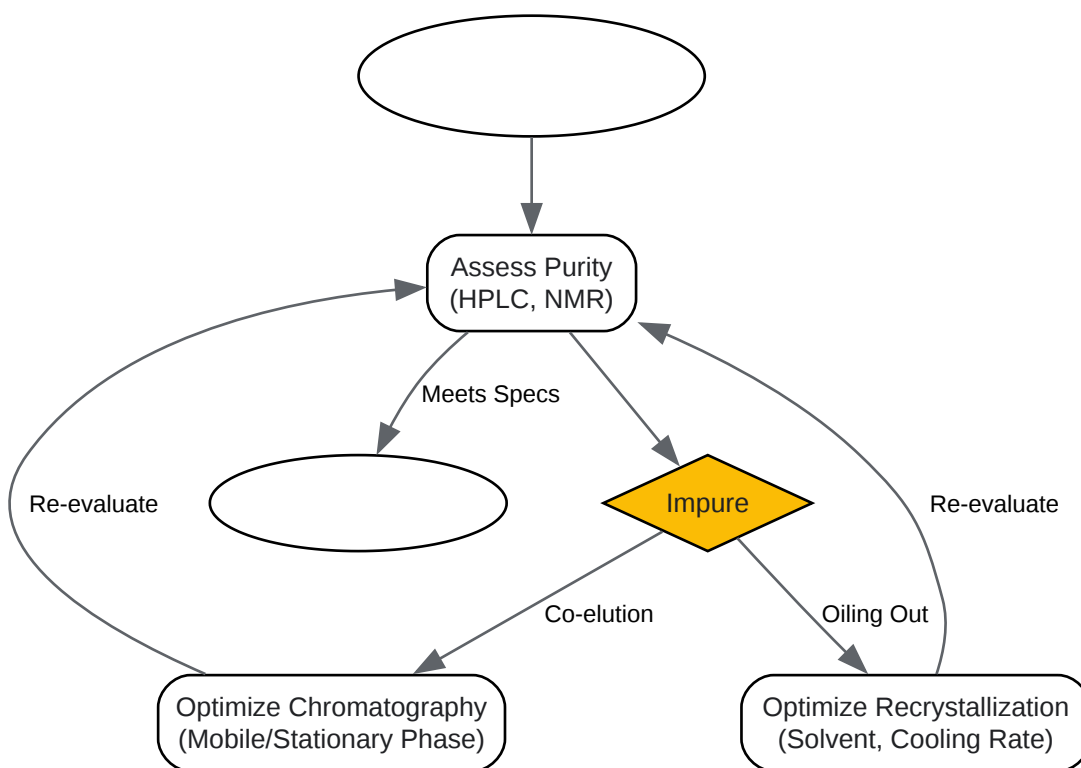 Assess Purity
(HPLC, NMR)
Meets Specs
Re-evaluate
Impure
Re-evaluate
Co-elution
Oiling Out
Optimize Chromatography
(Mobile/Stationary Phase)
Optimize Recrystallization
(Solvent, Cooling Rate)